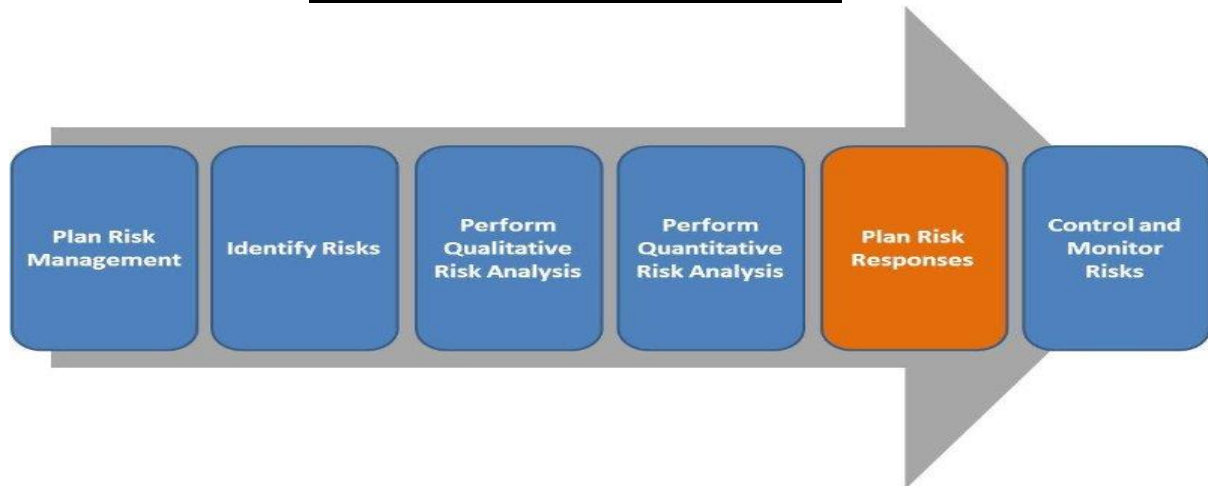 Plan Risk
Management
Identify Risks
Perform
Qualitative
Risk Analysis
Perform
Quantitative
Risk Analysis
Plan Risk
Responses
Control and
Monitor
Risks